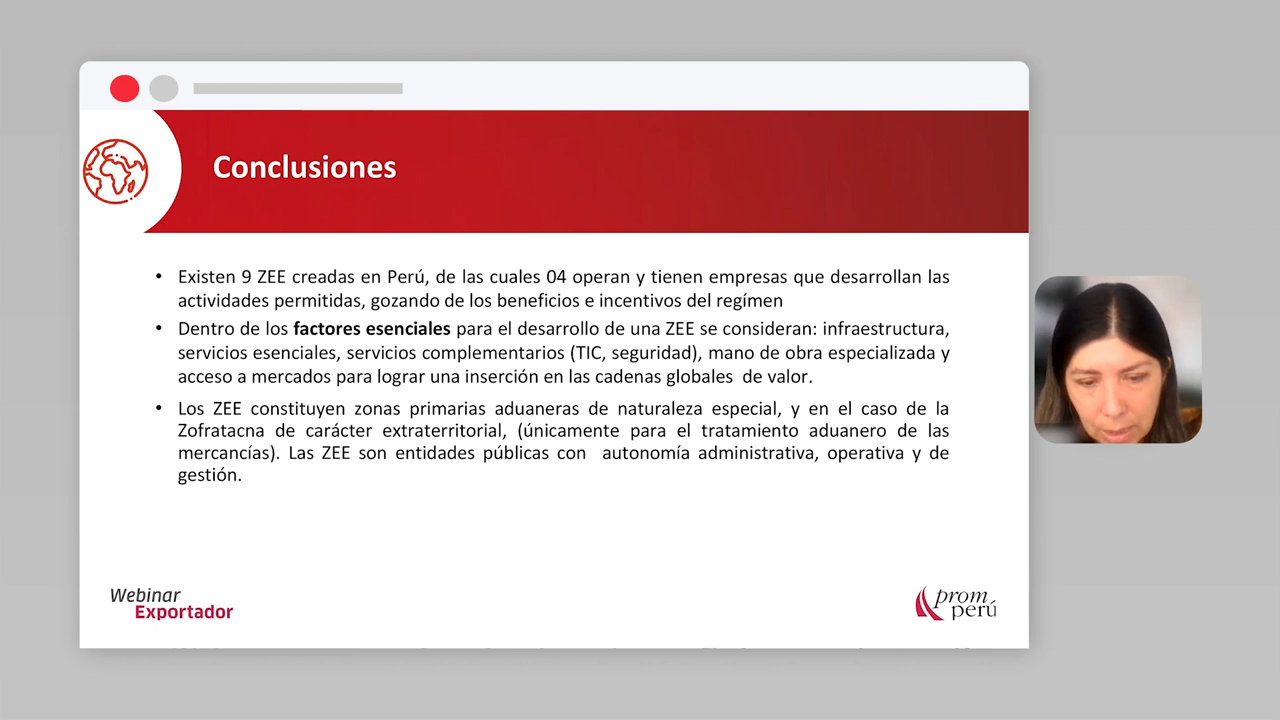 Conclusiones
• Existen 9 ZEE creadas en Perú, de las cuales 04 operan y tienen empresas que desarrollan las
actividades permitidas, gozando de los beneficios e incentivos del regímen
• Dentro de los factores esenciales para el desarrollo de una ZEE se consideran: infraestructura,
servicios esenciales, servicios complementarios (TIC, seguridad), mano de obra especializada y
acceso a mercados para lograr una inserción en las cadenas globales de valor.
• Los ZEE constituyen zonas primarias aduaneras de naturaleza especial, y en el caso de la
Zofratacna de carácter extraterritorial, (únicamente para el tratamiento aduanero de las
mercancías). Las ZEE son entidades públicas con autonomía administrativa, operativa y de
gestión.
Webinar
Exportador
prom
perú